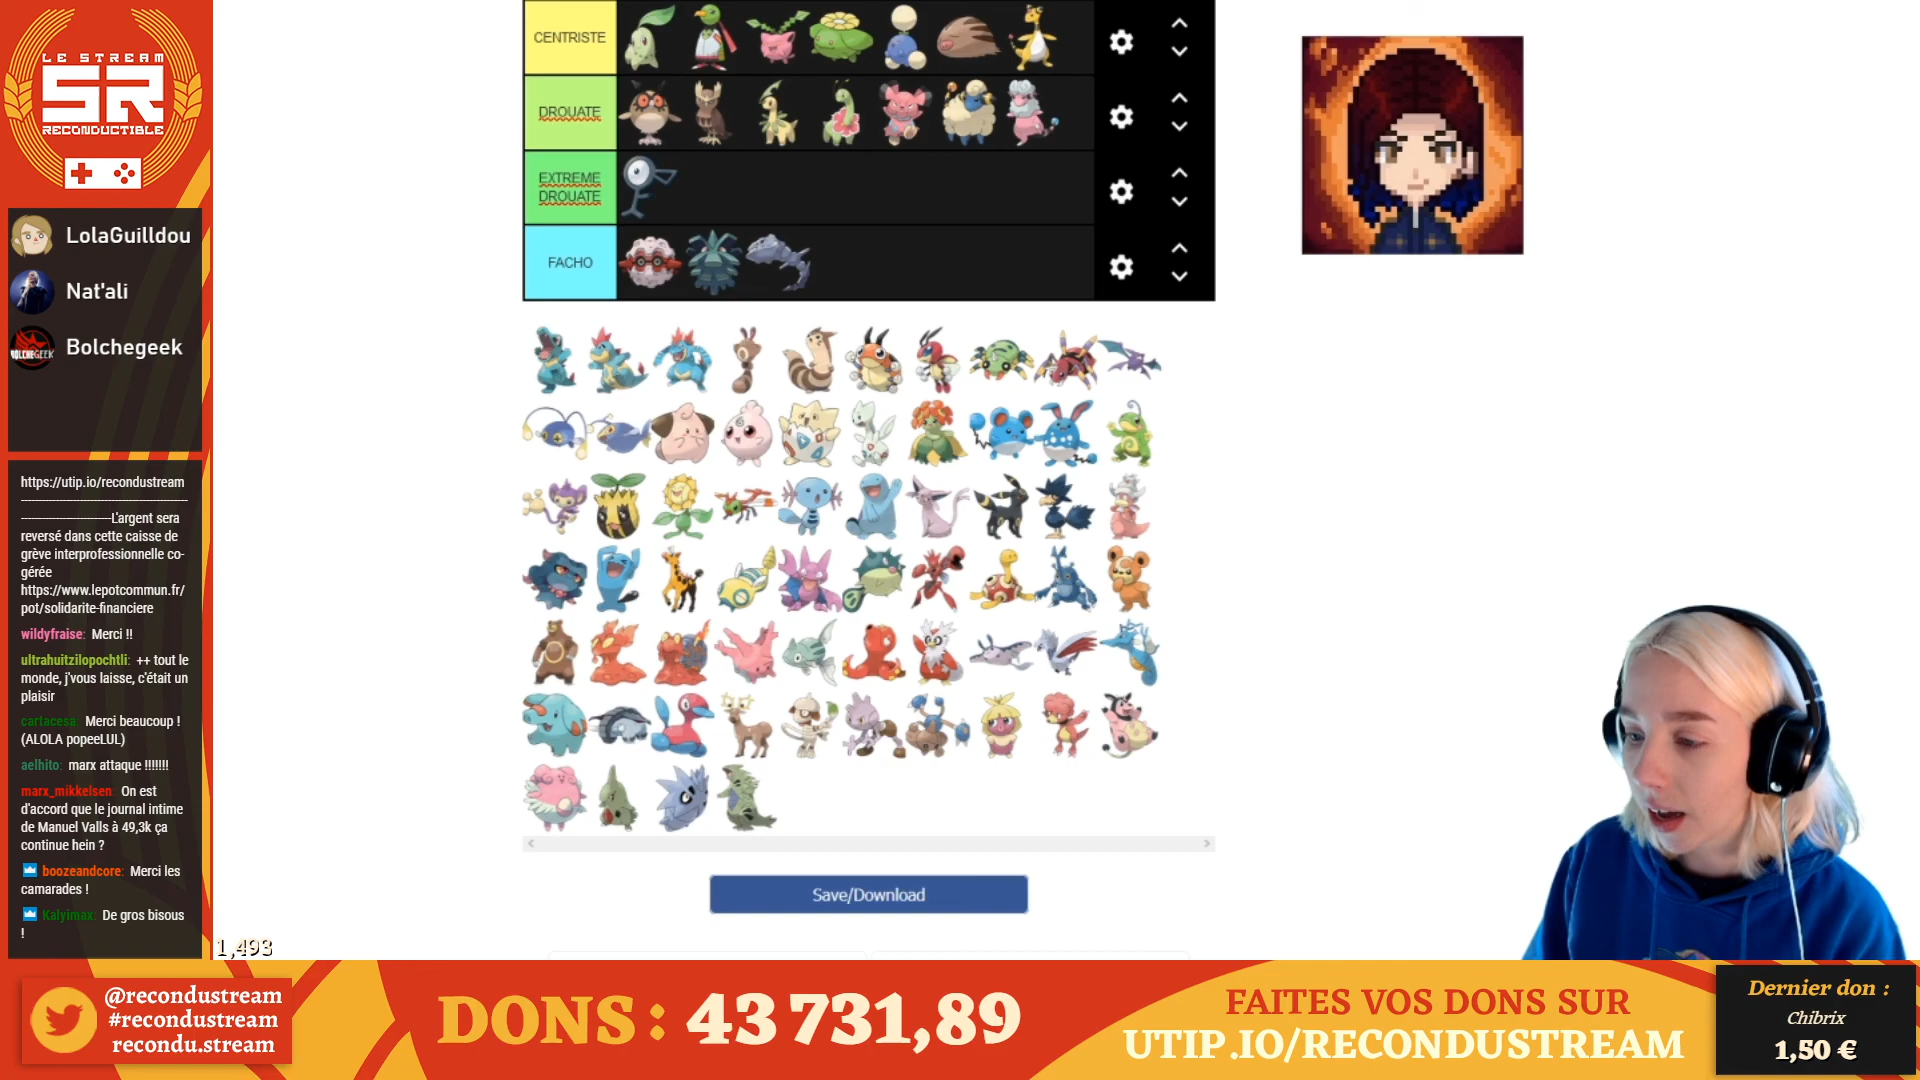 LE STREAM
SR
RECONDUCTIBLE
LolaGuilldou
Nat'ali
BOLCHEGEEK
Bolchegeek
https://utip.io/recondustream
-----------------------------------------------
-------------------------L'argent sera
reversé dans cette caisse de
grève interprofessionnelle co-
gérée
https://www.lepotcommun.fr/
pot/solidarite-financiere
wildyfraise: Merci !!
ultrahuitzilopochtli: ++ tout le
monde, j'vous laisse, c'était un
plaisir
cartacesa: Merci beaucoup !
(ALOLA popeeLUL)
aelhito: marx attaque !!!!!!!
marx_mikkelsen: On est
d'accord que le journal intime
de Manuel Valls à 49,3k ça
continue hein ?
boozeandcore: Merci les
camarades !
Kalyimax: De gros bisous
!
1,493
CENTRISTE
DROUATE
EXTREME
DROUATE
FACHO
Save/Download
@recondustream
#recondustream
recondu.stream
DONS : 43 731,89
FAITES VOS DONS SUR
UTIP.IO/RECONDUSTREAM
Dernier don :
Chibrix
1,50 €